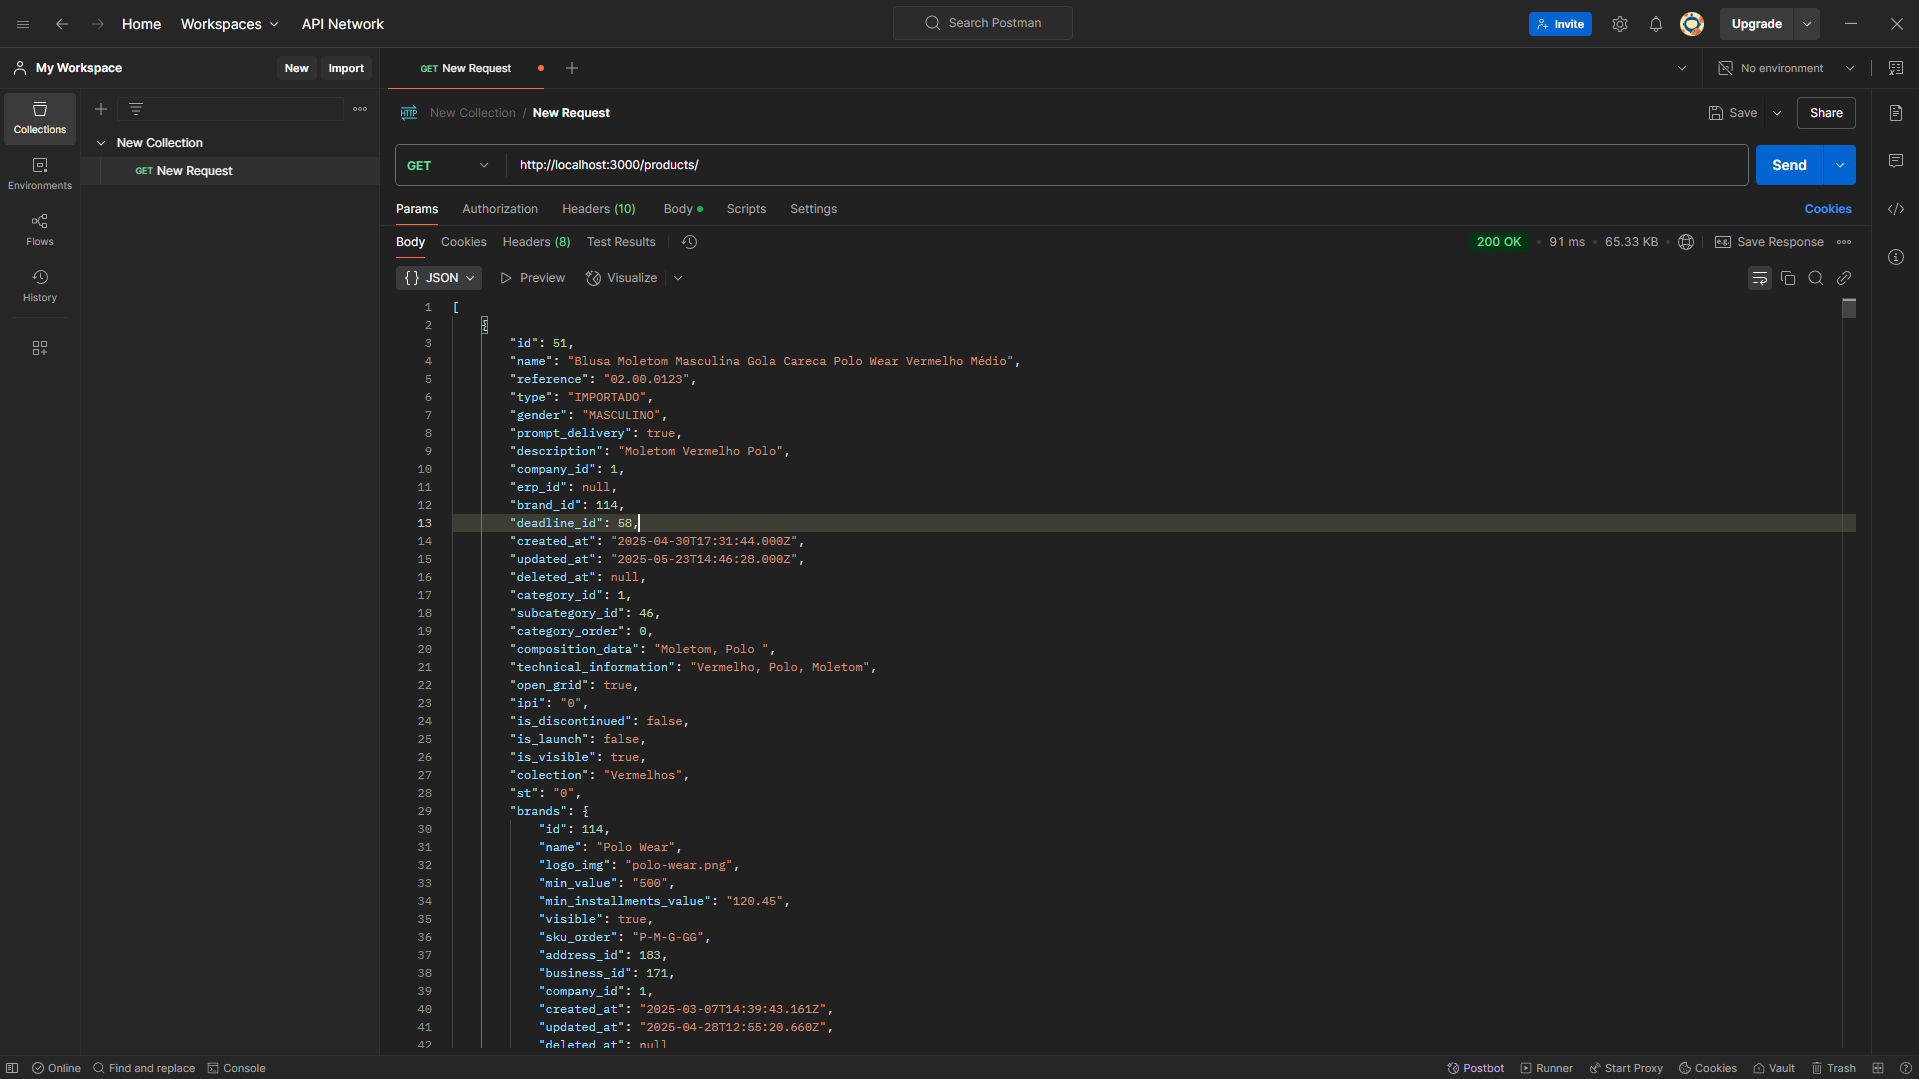 Home Workspaces API Network Search Postman Invite Upgrade
My Workspace New Import GET New Request No environment
Collections
Environments
Flows
History
New Collection
GET New Request
HTTP New Collection / New Request Save Share
GET http://localhost:3000/products/ Send
Params Authorization Headers (10) Body Scripts Settings Cookies
Body Cookies Headers (8) Test Results 200 OK 91 ms 65.33 KB e.g. Save Response
{} JSON Preview Visualize
1 [
2 {
3 "id": 51,
4 "name": "Blusa Moletom Masculina Gola Careca Polo Wear Vermelho Médio",
5 "reference": "02.00.0123",
6 "type": "IMPORTADO",
7 "gender": "MASCULINO",
8 "prompt_delivery": true,
9 "description": "Moletom Vermelho Polo",
10 "company_id": 1,
11 "erp_id": null,
12 "brand_id": 114,
13 "deadline_id": 58,
14 "created_at": "2025-04-30T17:31:44.000Z",
15 "updated_at": "2025-05-23T14:46:28.000Z",
16 "deleted_at": null,
17 "category_id": 1,
18 "subcategory_id": 46,
19 "category_order": 0,
20 "composition_data": "Moletom, Polo ",
21 "technical_information": "Vermelho, Polo, Moletom",
22 "open_grid": true,
23 "ipi": "0",
24 "is_discontinued": false,
25 "is_launch": false,
26 "is_visible": true,
27 "colection": "Vermelhos",
28 "st": "0",
29 "brands": {
30 "id": 114,
31 "name": "Polo Wear",
32 "logo_img": "polo-wear.png",
33 "min_value": "500",
34 "min_installments_value": "120.45",
35 "visible": true,
36 "sku_order": "P-M-G-GG",
37 "address_id": 183,
38 "business_id": 171,
39 "company_id": 1,
40 "created_at": "2025-03-07T14:39:43.161Z",
41 "updated_at": "2025-04-28T12:55:20.660Z",
42 "deleted_at": null
Online Find and replace Console Postbot Runner Start Proxy Cookies Vault Trash